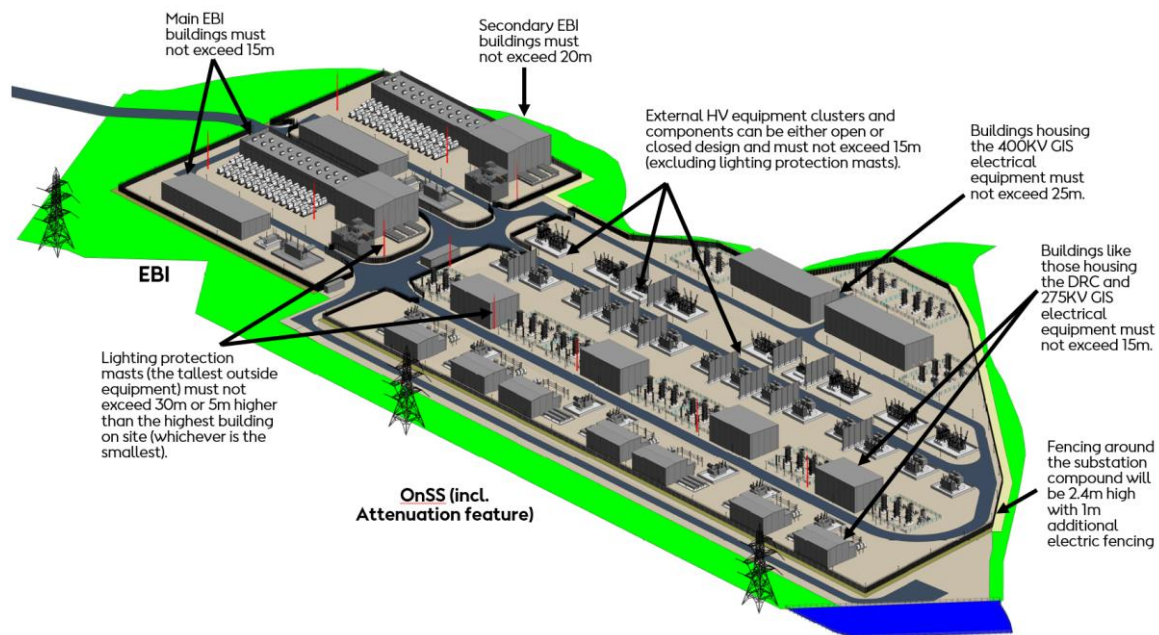 Main EBI
buildings must
not exceed 15m
Secondary EBI
buildings must
not exceed 20m
External HV equipment clusters and
components can be either open or
closed design and must not exceed 15m
(excluding lighting protection masts).
Buildings housing
the 400KV GIS
electrical
equipment must
not exceed 25m.
Buildings like
those housing
the DRC and
275KV GIS
electrical
equipment must
not exceed 15m.
EBI
Lighting protection
masts (the tallest outside
equipment) must not
exceed 30m or 5m higher
than the highest building
on site (whichever is the
smallest).
OnSS (incl.
Attenuation feature)
Fencing around
the substation
compound will
be 2.4m high
with 1m
additional
electric fencing